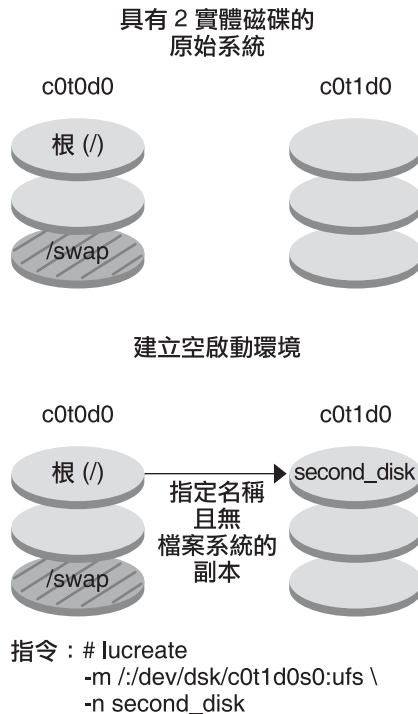 具有 2 實體磁碟的
原始系統
c0t0d0
c0t1d0
根 (/)
/swap
建立空啟動環境
c0t0d0
c0t1d0
根 (/)
second_disk
指定名稱
且無
檔案系統的
副本
/swap
指令：# lucreate
-m /:/dev/dsk/c0t1d0s0:ufs \
-n second_disk